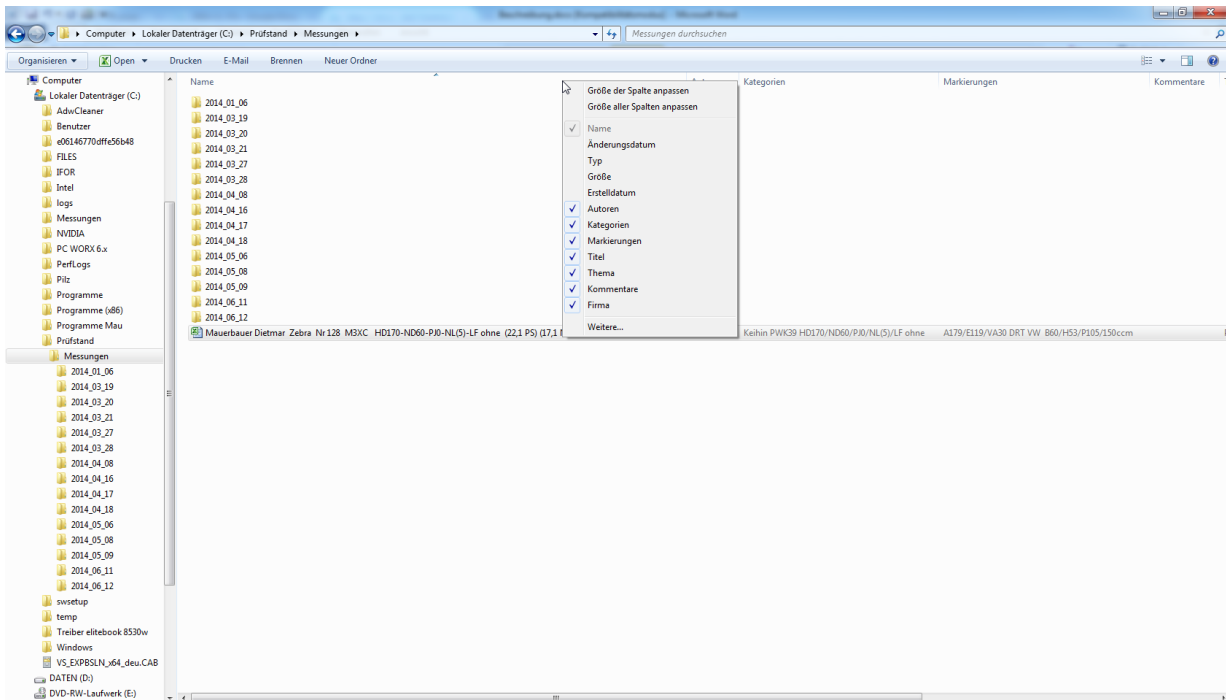 Computer ▸ Lokaler Datenträger (C:) ▸ Prüfstand ▸ Messungen ▸
Messungen durchsuchen
Organisieren Open Drucken E-Mail Brennen Neuer Ordner
Computer
Lokaler Datenträger (C:)
AdwCleaner
Benutzer
e06146770dffe56b48
FILES
IFOR
Intel
logs
Messungen
NVIDIA
PC WORX 6.x
PerfLogs
Pilz
Programme
Programme (x86)
Programme Mau
Prüfstand
Messungen
2014_01_06
2014_03_19
2014_03_20
2014_03_21
2014_03_27
2014_03_28
2014_04_08
2014_04_16
2014_04_17
2014_04_18
2014_05_06
2014_05_08
2014_05_09
2014_06_11
2014_06_12
swsetup
temp
Treiber elitebook 8530w
Windows
VS_EXPBSLN_x64_deu.CAB
DATEN (D:)
DVD-RW-Laufwerk (E:)
Name Kategorien Markierungen Kommentare
2014_01_06
2014_03_19
2014_03_20
2014_03_21
2014_03_27
2014_03_28
2014_04_08
2014_04_16
2014_04_17
2014_04_18
2014_05_06
2014_05_08
2014_05_09
2014_06_11
2014_06_12
Mauerbauer Dietmar Zebra Nr128 M3XC HD170-ND60-PJ0-NL(5)-LF ohne (22,1 PS) (17,1 Keihin PWK39 HD170/ND60/PJ0/NL(5)/LF ohne A179/E119/VA30 DRT VW B60/H53/P105/150ccm
Größe der Spalte anpassen
Größe aller Spalten anpassen
Name
Änderungsdatum
Typ
Größe
Erstelldatum
Autoren
Kategorien
Markierungen
Titel
Thema
Kommentare
Firma
Weitere...